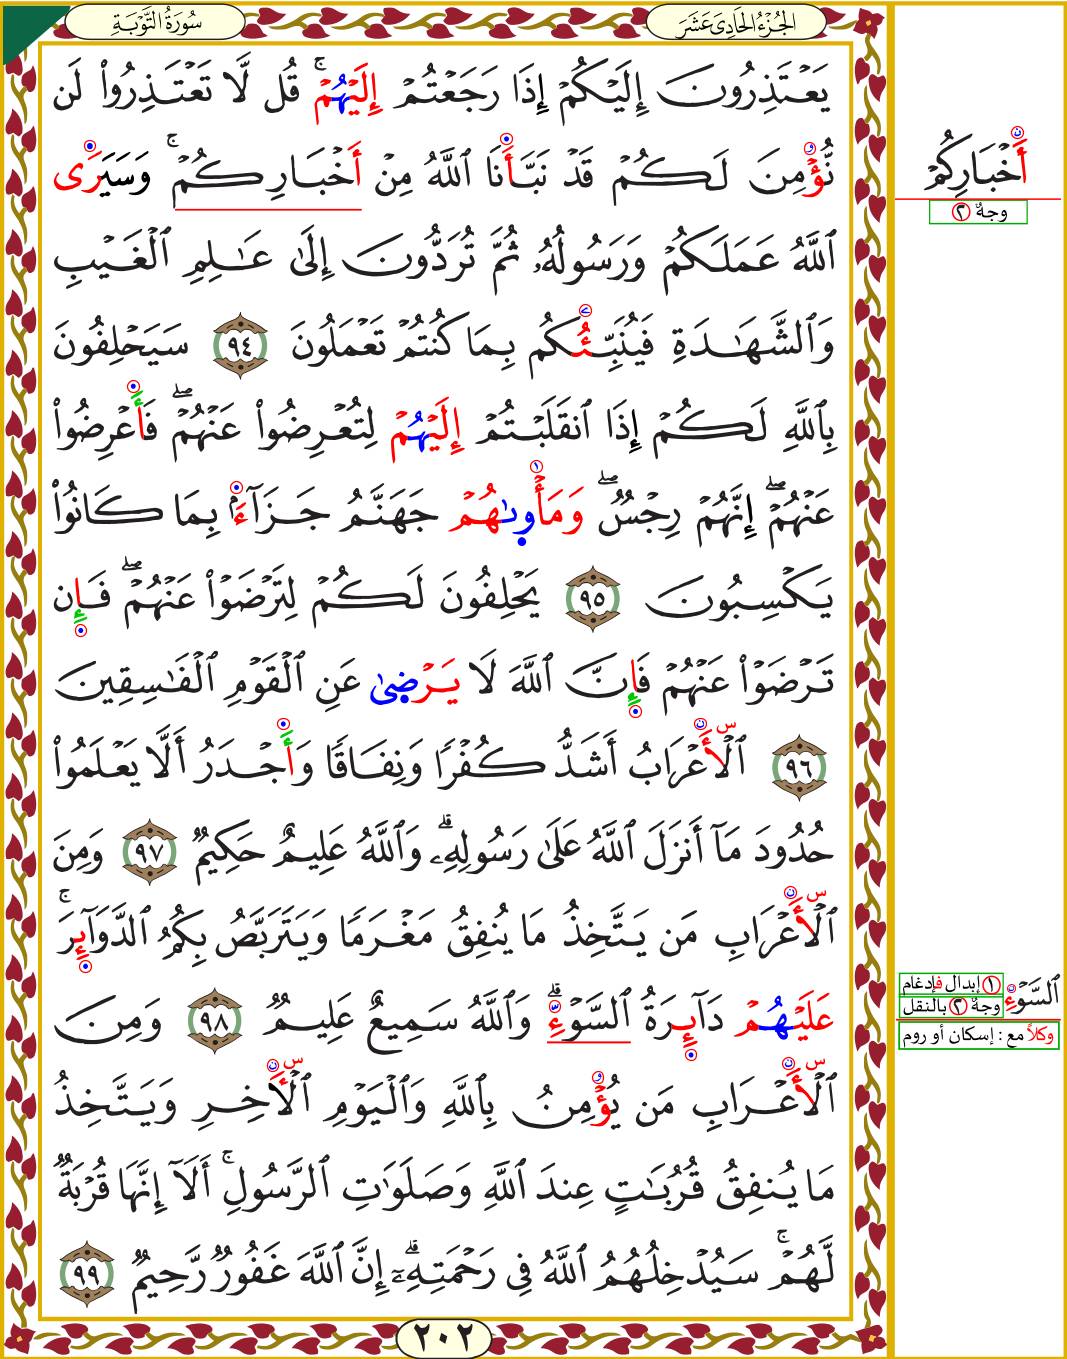 الجُزْءُ الحَادِىَ عَشَرَ
سُورَةُ التَّوۡبَةِ
يَعۡتَذِرُونَ إِلَيۡكُمۡ إِذَا رَجَعۡتُمۡ إِلَيۡهُمۡۚ قُل لَّا تَعۡتَذِرُواْ لَن
نُّؤۡمِنَ لَكُمۡ قَدۡ نَبَّأَنَا ٱللَّهُ مِنۡ أَخۡبَارِكُمۡۚ وَسَيَرَى
ٱللَّهُ عَمَلَكُمۡ وَرَسُولُهُۥ ثُمَّ تُرَدُّونَ إِلَىٰ عَٰلِمِ ٱلۡغَيۡبِ
وَٱلشَّهَٰدَةِ فَيُنَبِّئُكُم بِمَا كُنتُمۡ تَعۡمَلُونَ ٩٤ سَيَحۡلِفُونَ
بِٱللَّهِ لَكُمۡ إِذَا ٱنقَلَبۡتُمۡ إِلَيۡهُمۡ لِتُعۡرِضُواْ عَنۡهُمۡۖ فَأَعۡرِضُواْ
عَنۡهُمۡۖ إِنَّهُمۡ رِجۡسٞۖ وَمَأۡوىٰهُمۡ جَهَنَّمُ جَزَآءَۢ بِمَا كَانُواْ
يَكۡسِبُونَ ٩٥ يَحۡلِفُونَ لَكُمۡ لِتَرۡضَوۡاْ عَنۡهُمۡۖ فَإِن
تَرۡضَوۡاْ عَنۡهُمۡ فَإِنَّ ٱللَّهَ لَا يَرۡضىٰ عَنِ ٱلۡقَوۡمِ ٱلۡفَٰسِقِينَ
٩٦ ٱلۡأَعۡرَابُ أَشَدُّ كُفۡرٗا وَنِفَاقٗا وَأَجۡدَرُ أَلَّا يَعۡلَمُواْ
حُدُودَ مَآ أَنزَلَ ٱللَّهُ عَلَىٰ رَسُولِهِۦۗ وَٱللَّهُ عَلِيمٌ حَكِيمٞ ٩٧ وَمِنَ
ٱلۡأَعۡرَابِ مَن يَتَّخِذُ مَا يُنفِقُ مَغۡرَمٗا وَيَتَرَبَّصُ بِكُمُ ٱلدَّوَآئِرَۚ
عَلَيۡهُمۡ دَآئِرَةُ ٱلسَّوۡءِۗ وَٱللَّهُ سَمِيعٌ عَلِيمٞ ٩٨ وَمِنَ
ٱلۡأَعۡرَابِ مَن يُؤۡمِنُ بِٱللَّهِ وَٱلۡيَوۡمِ ٱلۡأٓخِرِ وَيَتَّخِذُ
مَا يُنفِقُ قُرُبَٰتٍ عِندَ ٱللَّهِ وَصَلَوَٰتِ ٱلرَّسُولِۚ أَلَآ إِنَّهَا قُرۡبَةٞ
لَّهُمۡۚ سَيُدۡخِلُهُمُ ٱللَّهُ فِي رَحۡمَتِهِۦٓۗ إِنَّ ٱللَّهَ غَفُورٞ رَّحِيمٞ ٩٩
٢٠٢
أَخۡبَارِكُمۡ
٢ وجهٌ
ٱلسَّوۡءِ
١ إبدال فإدغام
وجهٌ ٢ بالنقل
وكلاً مع : إسكان أو روم